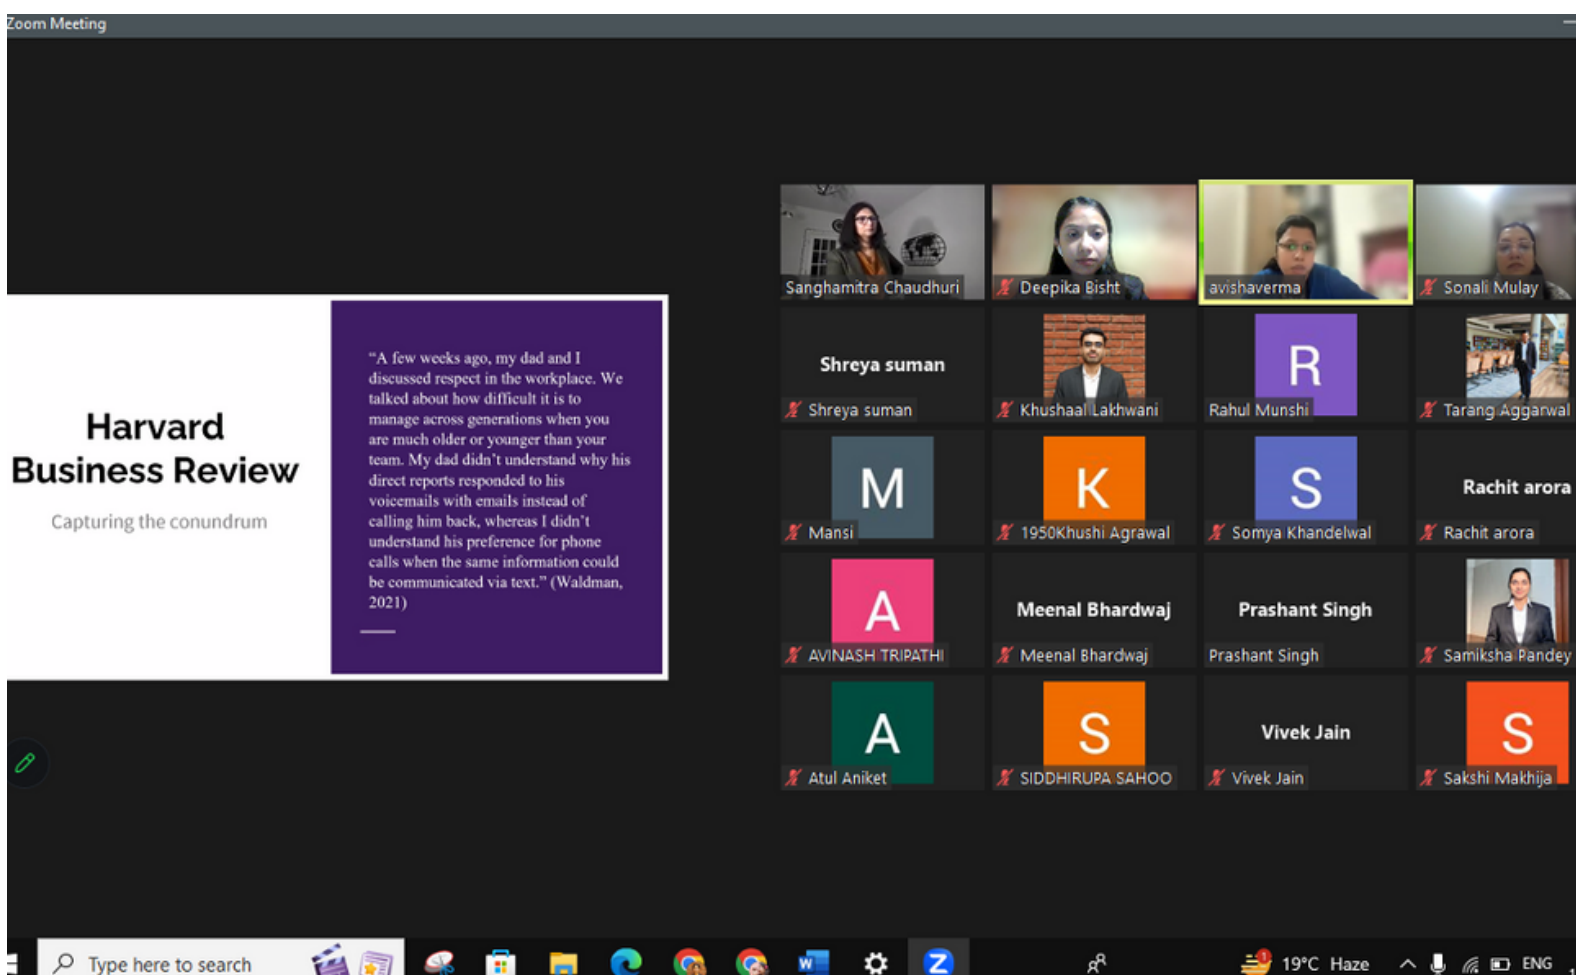 Zoom Meeting
Harvard
Business Review
Capturing the conundrum
“A few weeks ago, my dad and I
discussed respect in the workplace. We
talked about how difficult it is to
manage across generations when you
are much older or younger than your
team. My dad didn’t understand why his
direct reports responded to his
voicemails with emails instead of
calling him back, whereas I didn’t
understand his preference for phone
calls when the same information could
be communicated via text.” (Waldman,
2021)
Sanghamitra Chaudhuri
Deepika Bisht
avishaverma
Sonali Mulay
Shreya suman
Shreya suman
Khushaal Lakhwani
R
Rahul Munshi
Tarang Aggarwal
M
Mansi
K
1950Khushi Agrawal
S
Somya Khandelwal
Rachit arora
Rachit arora
A
AVINASH TRIPATHI
Meenal Bhardwaj
Meenal Bhardwaj
Prashant Singh
Prashant Singh
Samiksha Pandey
A
Atul Aniket
S
SIDDHIRUPA SAHOO
Vivek Jain
Vivek Jain
S
Sakshi Makhija
Type here to search
W
Z
1
19°C Haze
ENG